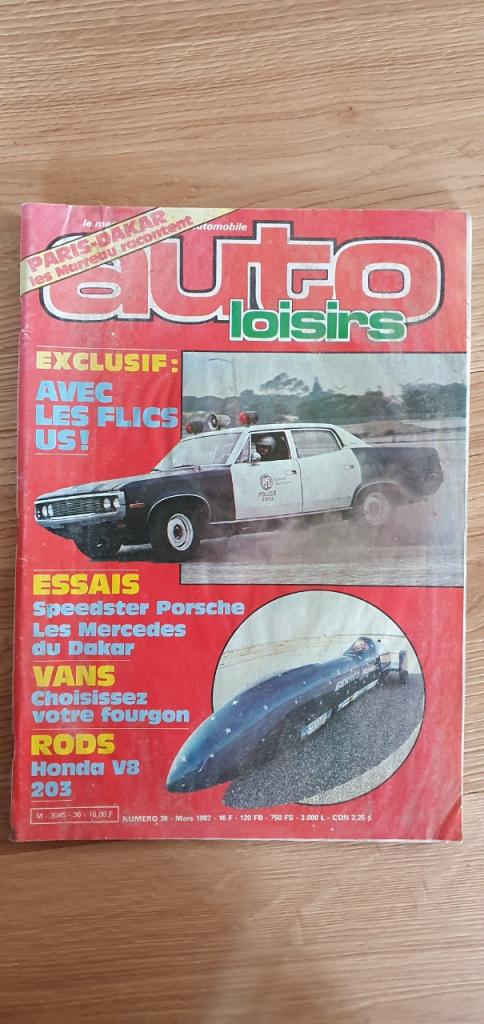 le
automobile
PARIS-DAKAR
les Marreau racontent
auto
loisirs
EXCLUSIF:
AVEC
LES FLICS
US!
POLICE
ESSAIS
Speedster Porsche
Les Mercedes
du Dakar
VANS
Choisissez
votre fourgon
RODS
Honda V8
203
M - 3045 - 36 - 16,00 F
NUMERO 36 - Mars 1982 - 16 F - 120 FB - 750 FS - 3.000 L - CDN 2,25 $